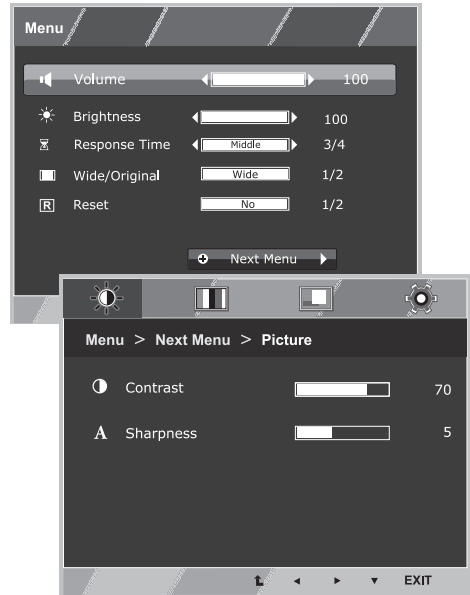 Menu
Volume 100
Brightness 100
Response Time Middle 3/4
Wide/Original Wide 1/2
R Reset No 1/2
Next Menu
Menu > Next Menu > Picture
Contrast 70
A Sharpness 5
EXIT